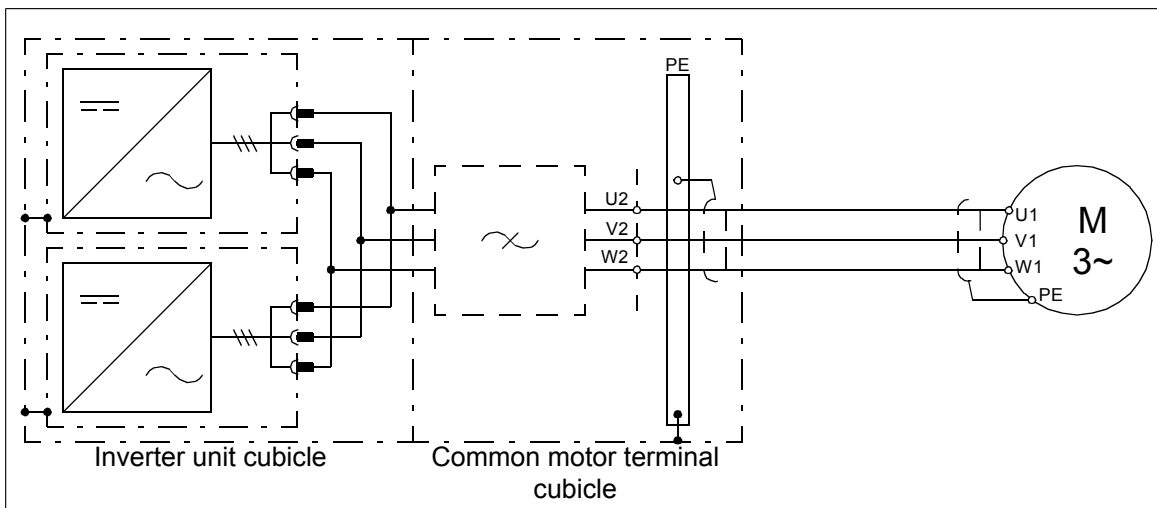 PE
U2
V2
W2
U1
V1
W1
PE
M
3~
Inverter unit cubicle
Common motor terminal
cubicle